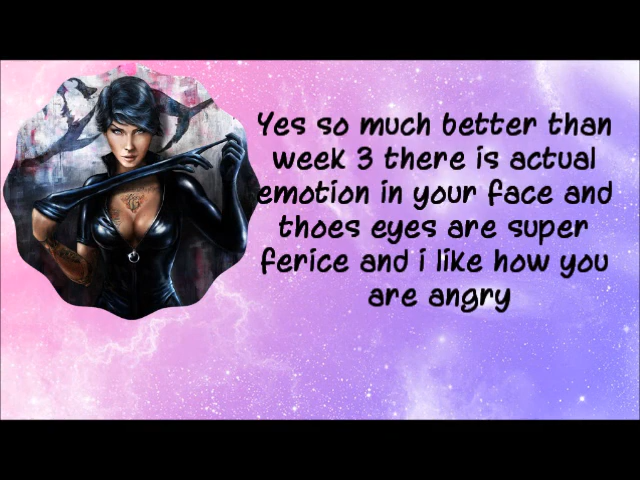 Yes so much better than
week 3 there is actual
emotion in your face and
thoes eyes are super
ferice and i like how you
are angry